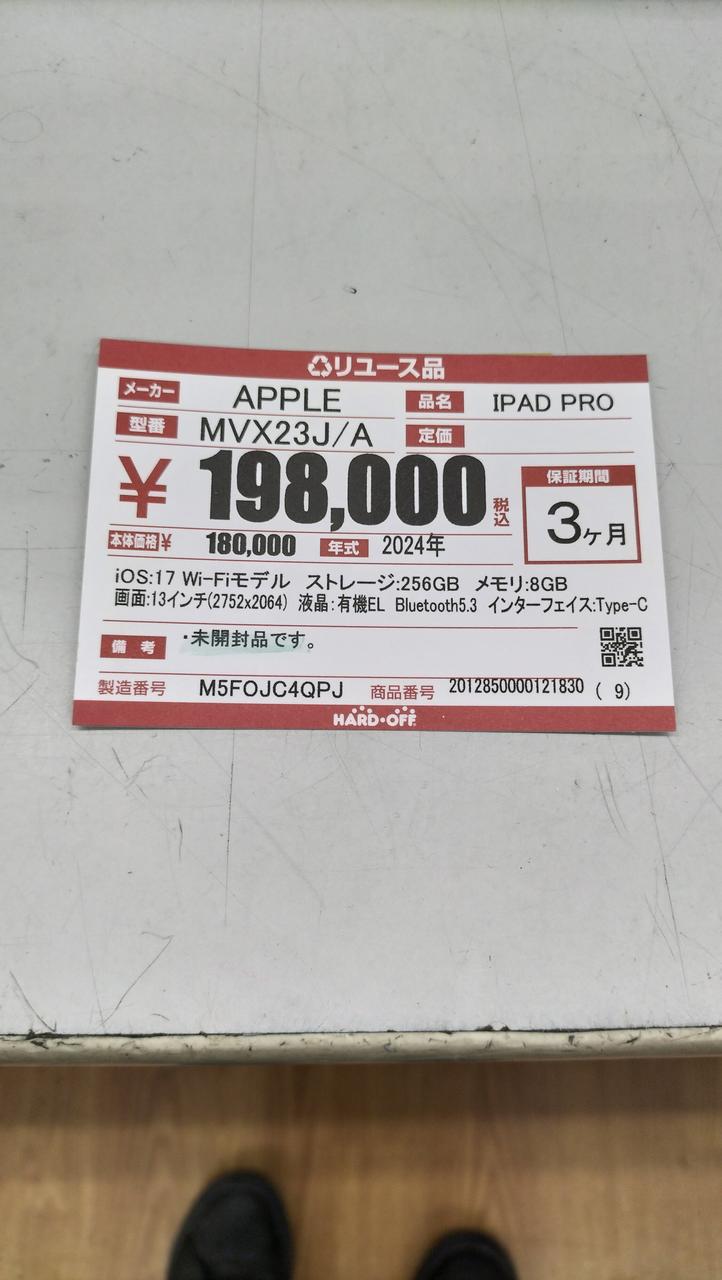 リユース品
メーカー APPLE 品名 IPAD PRO
型番 MVX23J/A 定価
¥198,000 税込 保証期間 3ヶ月
本体価格¥ 180,000 年式 2024年
iOS:17 Wi-Fiモデル ストレージ:256GB メモリ:8GB
画面:13インチ(2752x2064) 液晶:有機EL Bluetooth5.3 インターフェイス:Type-C
備考 ・未開封品です。
製造番号 M5F0JC4QPJ 商品番号 2012850000121830 ( 9)
HARD・OFF